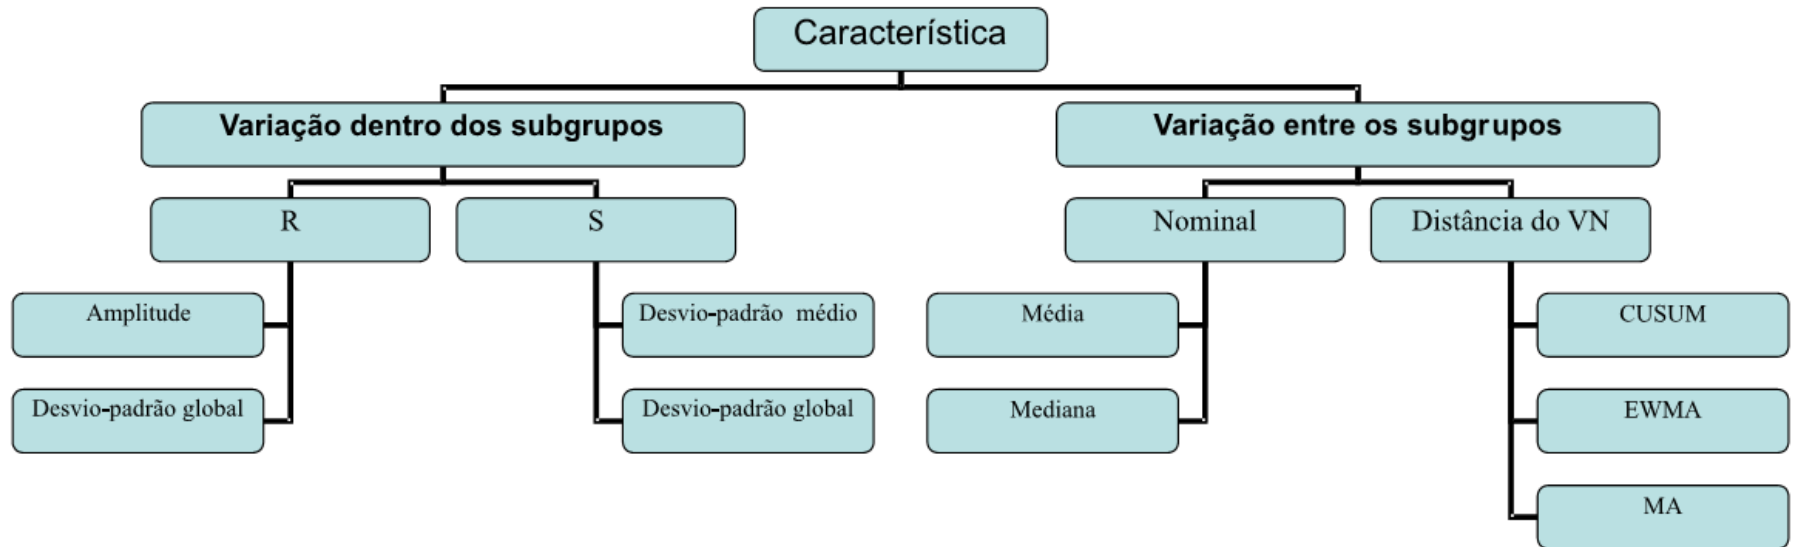 Característica
Variação dentro dos subgrupos
Variação entre os subgrupos
R
S
Nominal
Distância do VN
Amplitude
Desvio-padrão médio
Média
CUSUM
Desvio-padrão global
Desvio-padrão global
Mediana
EWMA
MA